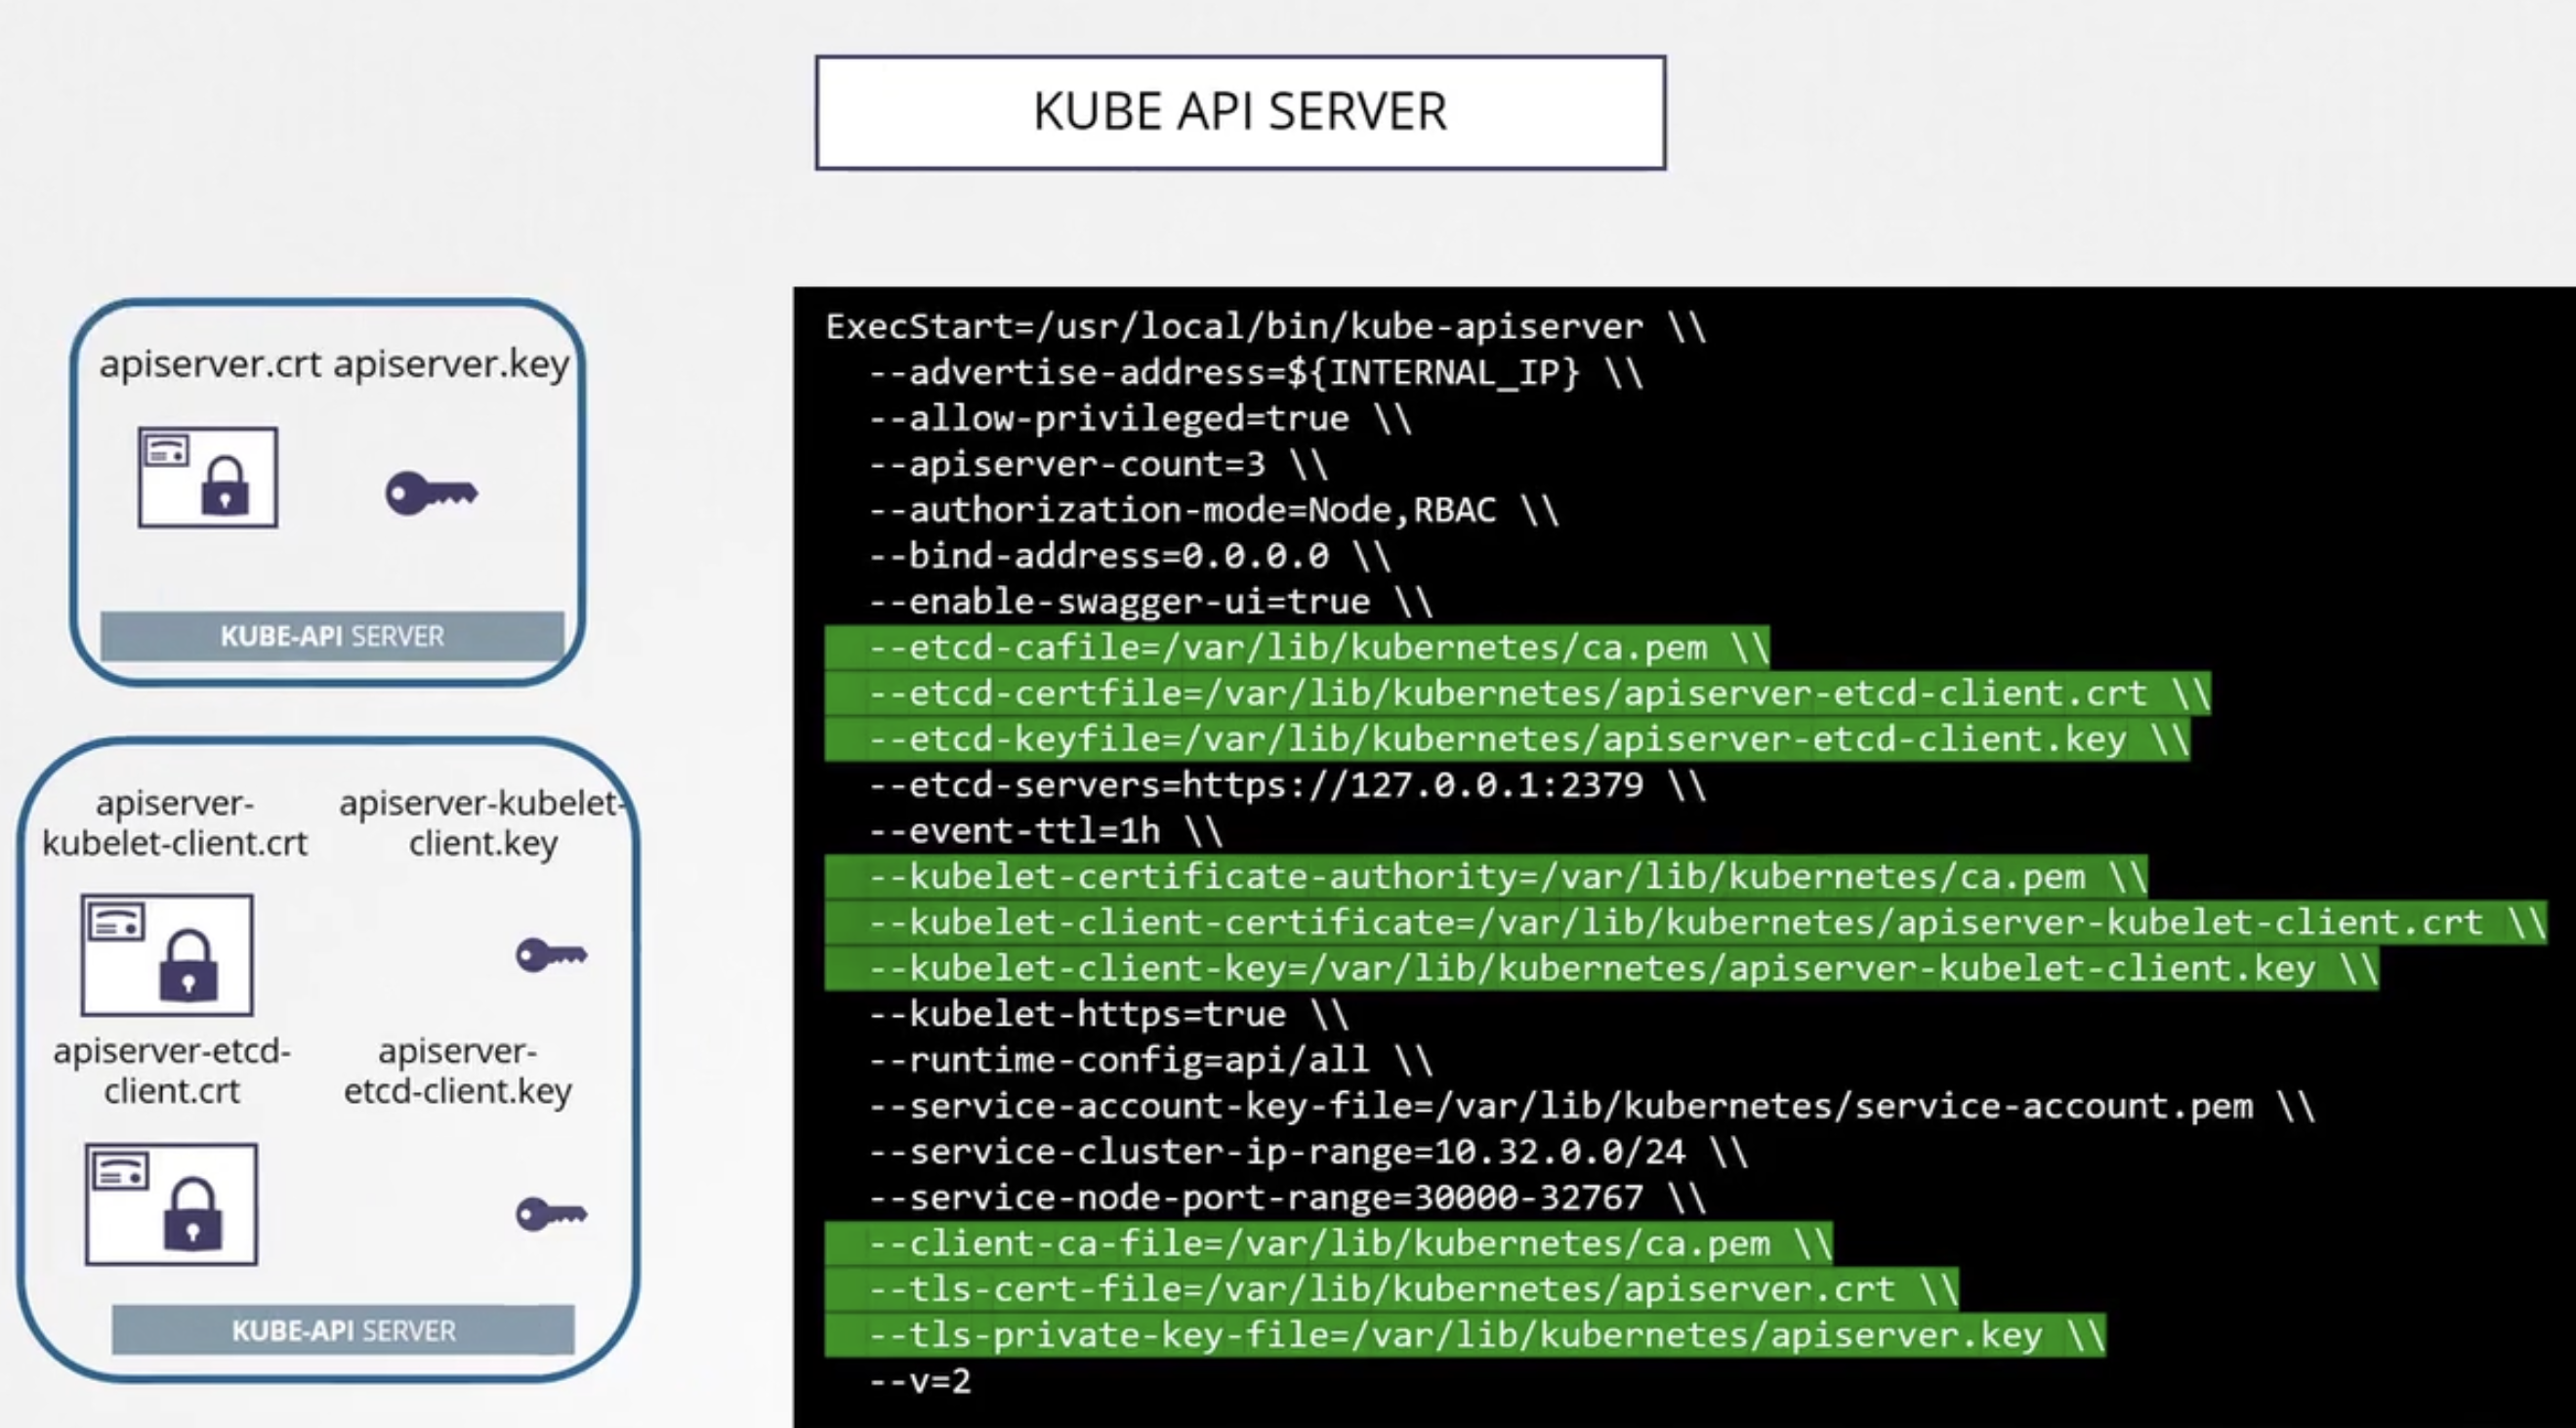 KUBE API SERVER
apiserver.crt apiserver.key
KUBE-API SERVER
apiserver-
kubelet-client.crt
apiserver-kubelet-
client.key
apiserver-etcd-
client.crt
apiserver-
etcd-client.key
KUBE-API SERVER
ExecStart=/usr/local/bin/kube-apiserver \\
  --advertise-address=${INTERNAL_IP} \\
  --allow-privileged=true \\
  --apiserver-count=3 \\
  --authorization-mode=Node,RBAC \\
  --bind-address=0.0.0.0 \\
  --enable-swagger-ui=true \\
  --etcd-cafile=/var/lib/kubernetes/ca.pem \\
  --etcd-certfile=/var/lib/kubernetes/apiserver-etcd-client.crt \\
  --etcd-keyfile=/var/lib/kubernetes/apiserver-etcd-client.key \\
  --etcd-servers=https://127.0.0.1:2379 \\
  --event-ttl=1h \\
  --kubelet-certificate-authority=/var/lib/kubernetes/ca.pem \\
  --kubelet-client-certificate=/var/lib/kubernetes/apiserver-kubelet-client.crt \\
  --kubelet-client-key=/var/lib/kubernetes/apiserver-kubelet-client.key \\
  --kubelet-https=true \\
  --runtime-config=api/all \\
  --service-account-key-file=/var/lib/kubernetes/service-account.pem \\
  --service-cluster-ip-range=10.32.0.0/24 \\
  --service-node-port-range=30000-32767 \\
  --client-ca-file=/var/lib/kubernetes/ca.pem \\
  --tls-cert-file=/var/lib/kubernetes/apiserver.crt \\
  --tls-private-key-file=/var/lib/kubernetes/apiserver.key \\
  --v=2